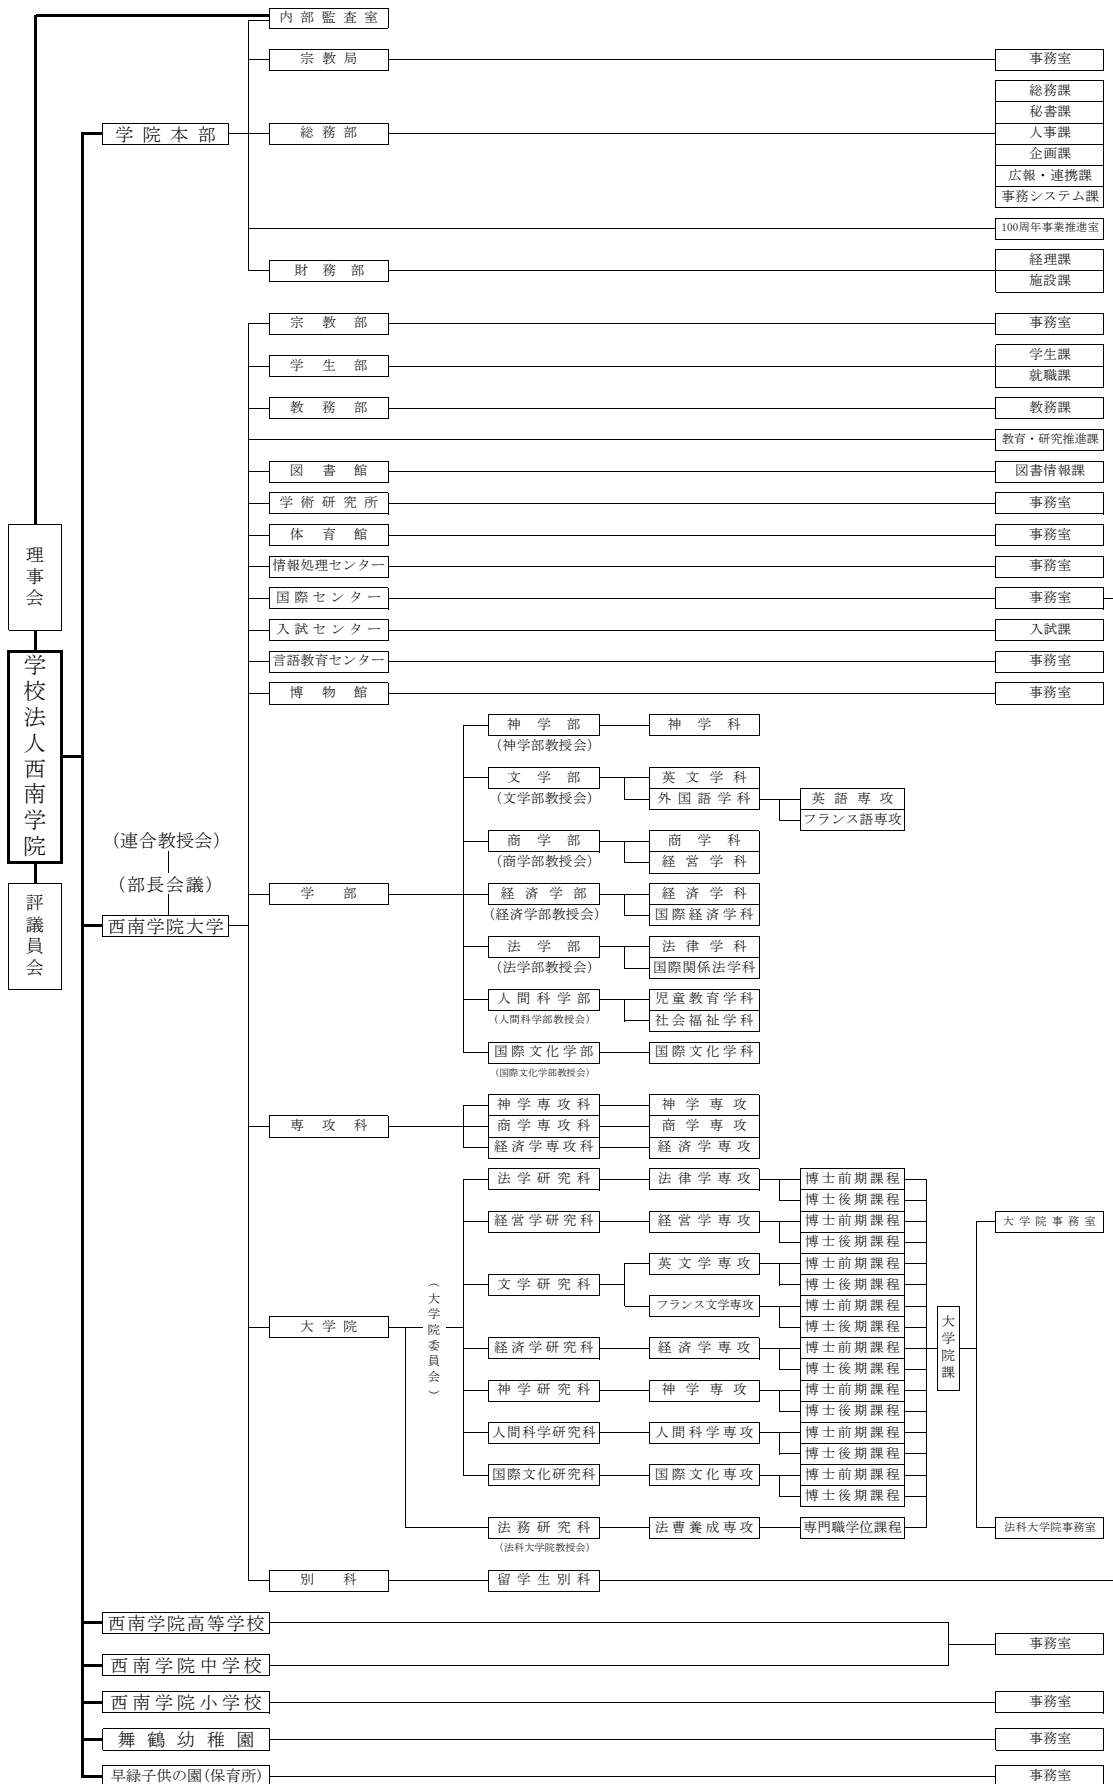 内部監査室
宗教局
事務室
学院本部
総務部
総務課
秘書課
人事課
企画課
広報・連携課
事務システム課
100周年事業推進室
財務部
経理課
施設課
宗教部
事務室
学生部
学生課
就職課
教務部
教務課
教育・研究推進課
図書館
図書情報課
学術研究所
事務室
体育館
事務室
情報処理センター
事務室
国際センター
事務室
入試センター
入試課
言語教育センター
事務室
博物館
事務室
理事会
学校法人西南学院
評議員会
(連合教授会)
(部長会議)
西南学院大学
学部
神学部
(神学部教授会)
神学科
文学部
(文学部教授会)
英文学科
外国語学科
英語専攻
フランス語専攻
商学部
(商学部教授会)
商学科
経営学科
経済学部
(経済学部教授会)
経済学科
国際経済学科
法学部
(法学部教授会)
法律学科
国際関係法学科
人間科学部
(人間科学部教授会)
児童教育学科
社会福祉学科
国際文化学部
(国際文化学部教授会)
国際文化学科
専攻科
神学専攻科
神学専攻
商学専攻科
商学専攻
経済学専攻科
経済学専攻
大学院
(大学院委員会)
法学研究科
法律学専攻
博士前期課程
博士後期課程
経営学研究科
経営学専攻
博士前期課程
博士後期課程
文学研究科
英文学専攻
博士前期課程
博士後期課程
フランス文学専攻
博士前期課程
博士後期課程
経済学研究科
経済学専攻
博士前期課程
博士後期課程
神学研究科
神学専攻
博士前期課程
博士後期課程
人間科学研究科
人間科学専攻
博士前期課程
博士後期課程
国際文化研究科
国際文化専攻
博士前期課程
博士後期課程
法務研究科
(法科大学院教授会)
法曹養成専攻
専門職学位課程
大学院課
大学院事務室
法科大学院事務室
別科
留学生別科
西南学院高等学校
西南学院中学校
事務室
西南学院小学校
事務室
舞鶴幼稚園
事務室
早緑子供の園(保育所)
事務室